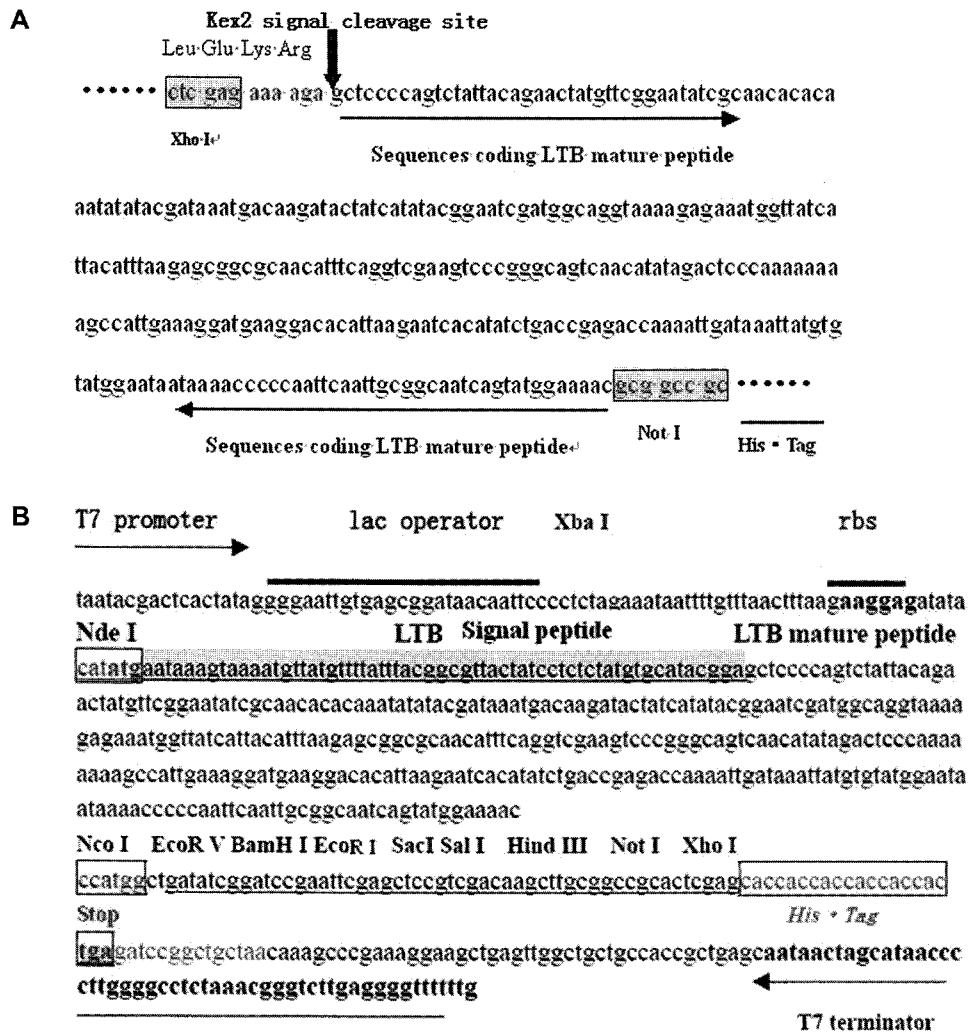 A
Kex2 signal cleavage site
Leu·Glu·Lys·Arg
•••••• ctc gag aaa aga gctccccagtctattacagaactatgttcggaatatcgcaacacaca
Xho·I↵
Sequences coding LTB mature peptide
aatatatacgataaatgacaagatactatcatatacggaatcgatggcaggtaaaagagaaatggttatca
ttacatttaagagcggcgcaacatttcaggtcgaagtcccgggcagtcaacatatagactcccaaaaaaa
agccattgaaaggatgaaggacacattaagaatcacatatctgaccgagaccaaaattgataaattatgtg
tatggaataataaaacccccaattcaattgcggcaatcagtatggaaaac gcg gcc gc ••••••
Sequences coding LTB mature peptide↵
Not I
His · Tag
B
T7 promoter lac operator Xba I rbs
taatacgactcactataggggaattgtgagcggataacaattcccctctagaaataattttgtttaactttaagaaggagatata
Nde I LTB Signal peptide LTB mature peptide
catatgaataaagtaaaatgttatgttttatttacggcgttactatcctctctatgtgcatacggagctccccagtctattacaga
actatgttcggaatatcgcaacacacaaatatatacgataaatgacaagatactatcatatacggaatcgatggcaggtaaaa
gagaaatggttatcattacatttaagagcggcgcaacatttcaggtcgaagtcccgggcagtcaacatatagactcccaaaa
aaaagccattgaaaggatgaaggacacattaagaatcacatatctgaccgagaccaaaattgataaattatgtgtatggaata
ataaaacccccaattcaattgcggcaatcagtatggaaaac
Nco I EcoR V BamH I EcoR I SacI Sal I Hind III Not I Xho I
ccatggctgatatcggatccgaattcgagctccgtcgacaagcttgcggccgcactcgagcaccaccaccaccaccac
Stop
His · Tag
tgagatccggctgctaacaaagcccgaaaggaagctgagttggctgctgccaccgctgagcaataactagcataaccc
cttggggcctctaaacgggtcttgaggggttttttg
T7 terminator